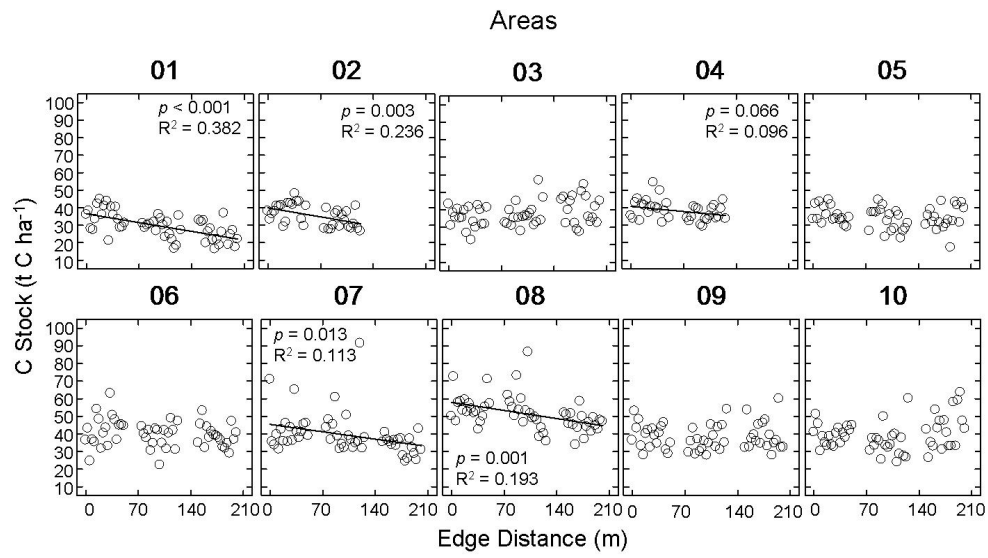 Areas
01 02 03 04 05
p < 0.001
R² = 0.382
p = 0.003
R² = 0.236
p = 0.066
R² = 0.096
100
90
80
70
60
50
40
30
20
10
06 07 08 09 10
p = 0.013
R² = 0.113
p = 0.001
R² = 0.193
100
90
80
70
60
50
40
30
20
10
C Stock (t C ha⁻¹)
0 70 140 210 0 70 140 210 0 70 140 210 0 70 140 210 0 70 140 210
Edge Distance (m)